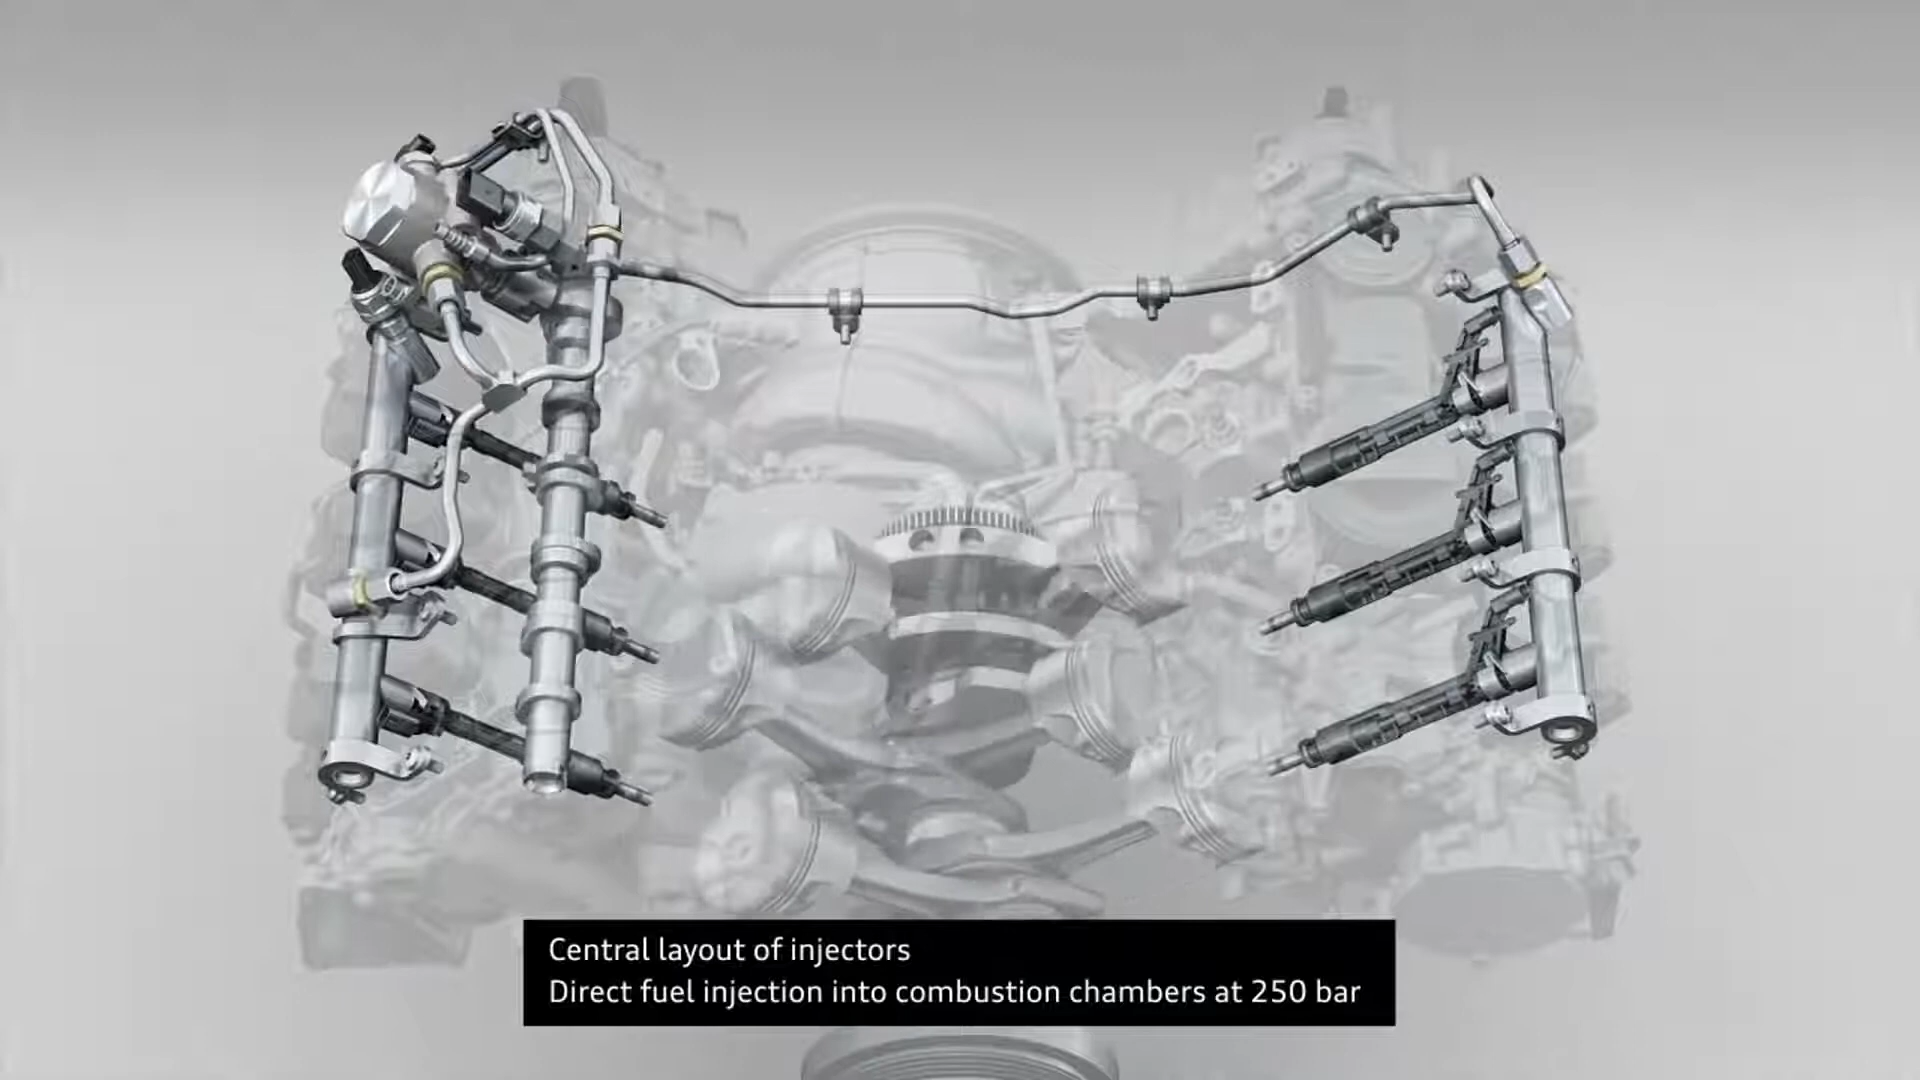 Central layout of injectors
Direct fuel injection into combustion chambers at 250 bar